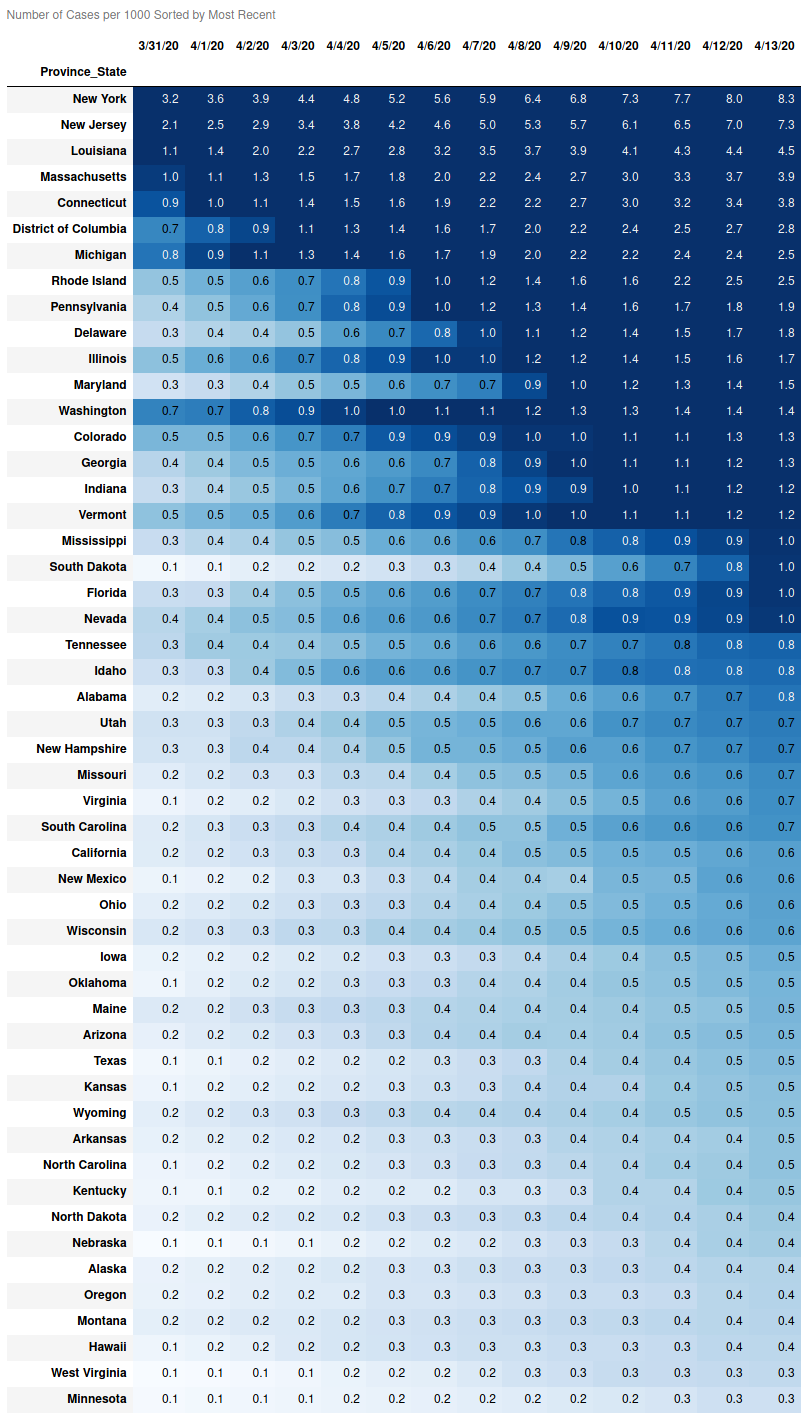 Number of Cases per 1000 Sorted by Most Recent
3/31/20 4/1/20 4/2/20 4/3/20 4/4/20 4/5/20 4/6/20 4/7/20 4/8/20 4/9/20 4/10/20 4/11/20 4/12/20 4/13/20
Province_State
New York 3.2 3.6 3.9 4.4 4.8 5.2 5.6 5.9 6.4 6.8 7.3 7.7 8.0 8.3
New Jersey 2.1 2.5 2.9 3.4 3.8 4.2 4.6 5.0 5.3 5.7 6.1 6.5 7.0 7.3
Louisiana 1.1 1.4 2.0 2.2 2.7 2.8 3.2 3.5 3.7 3.9 4.1 4.3 4.4 4.5
Massachusetts 1.0 1.1 1.3 1.5 1.7 1.8 2.0 2.2 2.4 2.7 3.0 3.3 3.7 3.9
Connecticut 0.9 1.0 1.1 1.4 1.5 1.6 1.9 2.2 2.2 2.7 3.0 3.2 3.4 3.8
District of Columbia 0.7 0.8 0.9 1.1 1.3 1.4 1.6 1.7 2.0 2.2 2.4 2.5 2.7 2.8
Michigan 0.8 0.9 1.1 1.3 1.4 1.6 1.7 1.9 2.0 2.2 2.2 2.4 2.4 2.5
Rhode Island 0.5 0.5 0.6 0.7 0.8 0.9 1.0 1.2 1.4 1.6 1.6 2.2 2.5 2.5
Pennsylvania 0.4 0.5 0.6 0.7 0.8 0.9 1.0 1.2 1.3 1.4 1.6 1.7 1.8 1.9
Delaware 0.3 0.4 0.4 0.5 0.6 0.7 0.8 1.0 1.1 1.2 1.4 1.5 1.7 1.8
Illinois 0.5 0.6 0.6 0.7 0.8 0.9 1.0 1.0 1.2 1.2 1.4 1.5 1.6 1.7
Maryland 0.3 0.3 0.4 0.5 0.5 0.6 0.7 0.7 0.9 1.0 1.2 1.3 1.4 1.5
Washington 0.7 0.7 0.8 0.9 1.0 1.0 1.1 1.1 1.2 1.3 1.3 1.4 1.4 1.4
Colorado 0.5 0.5 0.6 0.7 0.7 0.9 0.9 0.9 1.0 1.0 1.1 1.1 1.3 1.3
Georgia 0.4 0.4 0.5 0.5 0.6 0.6 0.7 0.8 0.9 1.0 1.1 1.1 1.2 1.3
Indiana 0.3 0.4 0.5 0.5 0.6 0.7 0.7 0.8 0.9 0.9 1.0 1.1 1.2 1.2
Vermont 0.5 0.5 0.5 0.6 0.7 0.8 0.9 0.9 1.0 1.0 1.1 1.1 1.2 1.2
Mississippi 0.3 0.4 0.4 0.5 0.5 0.6 0.6 0.6 0.7 0.8 0.8 0.9 0.9 1.0
South Dakota 0.1 0.1 0.2 0.2 0.2 0.3 0.3 0.4 0.4 0.5 0.6 0.7 0.8 1.0
Florida 0.3 0.3 0.4 0.5 0.5 0.6 0.6 0.7 0.7 0.8 0.8 0.9 0.9 1.0
Nevada 0.4 0.4 0.5 0.5 0.6 0.6 0.6 0.7 0.7 0.8 0.9 0.9 0.9 1.0
Tennessee 0.3 0.4 0.4 0.4 0.5 0.5 0.6 0.6 0.6 0.7 0.7 0.8 0.8 0.8
Idaho 0.3 0.3 0.4 0.5 0.6 0.6 0.6 0.7 0.7 0.7 0.8 0.8 0.8 0.8
Alabama 0.2 0.2 0.3 0.3 0.3 0.4 0.4 0.4 0.5 0.6 0.6 0.7 0.7 0.8
Utah 0.3 0.3 0.3 0.4 0.4 0.5 0.5 0.5 0.6 0.6 0.7 0.7 0.7 0.7
New Hampshire 0.3 0.3 0.4 0.4 0.4 0.5 0.5 0.5 0.5 0.6 0.6 0.7 0.7 0.7
Missouri 0.2 0.2 0.3 0.3 0.3 0.4 0.4 0.5 0.5 0.5 0.6 0.6 0.6 0.7
Virginia 0.1 0.2 0.2 0.2 0.3 0.3 0.3 0.4 0.4 0.5 0.5 0.6 0.6 0.7
South Carolina 0.2 0.3 0.3 0.3 0.4 0.4 0.4 0.5 0.5 0.5 0.6 0.6 0.6 0.7
California 0.2 0.2 0.3 0.3 0.3 0.4 0.4 0.4 0.5 0.5 0.5 0.5 0.6 0.6
New Mexico 0.1 0.2 0.2 0.3 0.3 0.3 0.4 0.4 0.4 0.4 0.5 0.5 0.6 0.6
Ohio 0.2 0.2 0.2 0.3 0.3 0.3 0.4 0.4 0.4 0.5 0.5 0.5 0.6 0.6
Wisconsin 0.2 0.3 0.3 0.3 0.3 0.4 0.4 0.4 0.5 0.5 0.5 0.6 0.6 0.6
Iowa 0.2 0.2 0.2 0.2 0.2 0.3 0.3 0.3 0.4 0.4 0.4 0.5 0.5 0.5
Oklahoma 0.1 0.2 0.2 0.2 0.3 0.3 0.3 0.4 0.4 0.4 0.5 0.5 0.5 0.5
Maine 0.2 0.2 0.3 0.3 0.3 0.3 0.4 0.4 0.4 0.4 0.4 0.5 0.5 0.5
Arizona 0.2 0.2 0.2 0.3 0.3 0.3 0.4 0.4 0.4 0.4 0.4 0.5 0.5 0.5
Texas 0.1 0.1 0.2 0.2 0.2 0.2 0.3 0.3 0.3 0.4 0.4 0.4 0.5 0.5
Kansas 0.1 0.2 0.2 0.2 0.2 0.3 0.3 0.3 0.4 0.4 0.4 0.4 0.5 0.5
Wyoming 0.2 0.2 0.3 0.3 0.3 0.3 0.4 0.4 0.4 0.4 0.4 0.5 0.5 0.5
Arkansas 0.2 0.2 0.2 0.2 0.2 0.3 0.3 0.3 0.3 0.4 0.4 0.4 0.4 0.5
North Carolina 0.1 0.2 0.2 0.2 0.2 0.3 0.3 0.3 0.3 0.4 0.4 0.4 0.4 0.5
Kentucky 0.1 0.1 0.2 0.2 0.2 0.2 0.2 0.3 0.3 0.3 0.4 0.4 0.4 0.5
North Dakota 0.2 0.2 0.2 0.2 0.2 0.3 0.3 0.3 0.3 0.4 0.4 0.4 0.4 0.4
Nebraska 0.1 0.1 0.1 0.1 0.2 0.2 0.2 0.2 0.3 0.3 0.3 0.4 0.4 0.4
Alaska 0.2 0.2 0.2 0.2 0.2 0.3 0.3 0.3 0.3 0.3 0.3 0.4 0.4 0.4
Oregon 0.2 0.2 0.2 0.2 0.2 0.3 0.3 0.3 0.3 0.3 0.3 0.3 0.4 0.4
Montana 0.2 0.2 0.2 0.2 0.2 0.3 0.3 0.3 0.3 0.3 0.3 0.4 0.4 0.4
Hawaii 0.1 0.2 0.2 0.2 0.2 0.3 0.3 0.3 0.3 0.3 0.3 0.3 0.3 0.4
West Virginia 0.1 0.1 0.1 0.1 0.2 0.2 0.2 0.2 0.3 0.3 0.3 0.3 0.3 0.3
Minnesota 0.1 0.1 0.1 0.1 0.2 0.2 0.2 0.2 0.2 0.2 0.2 0.3 0.3 0.3